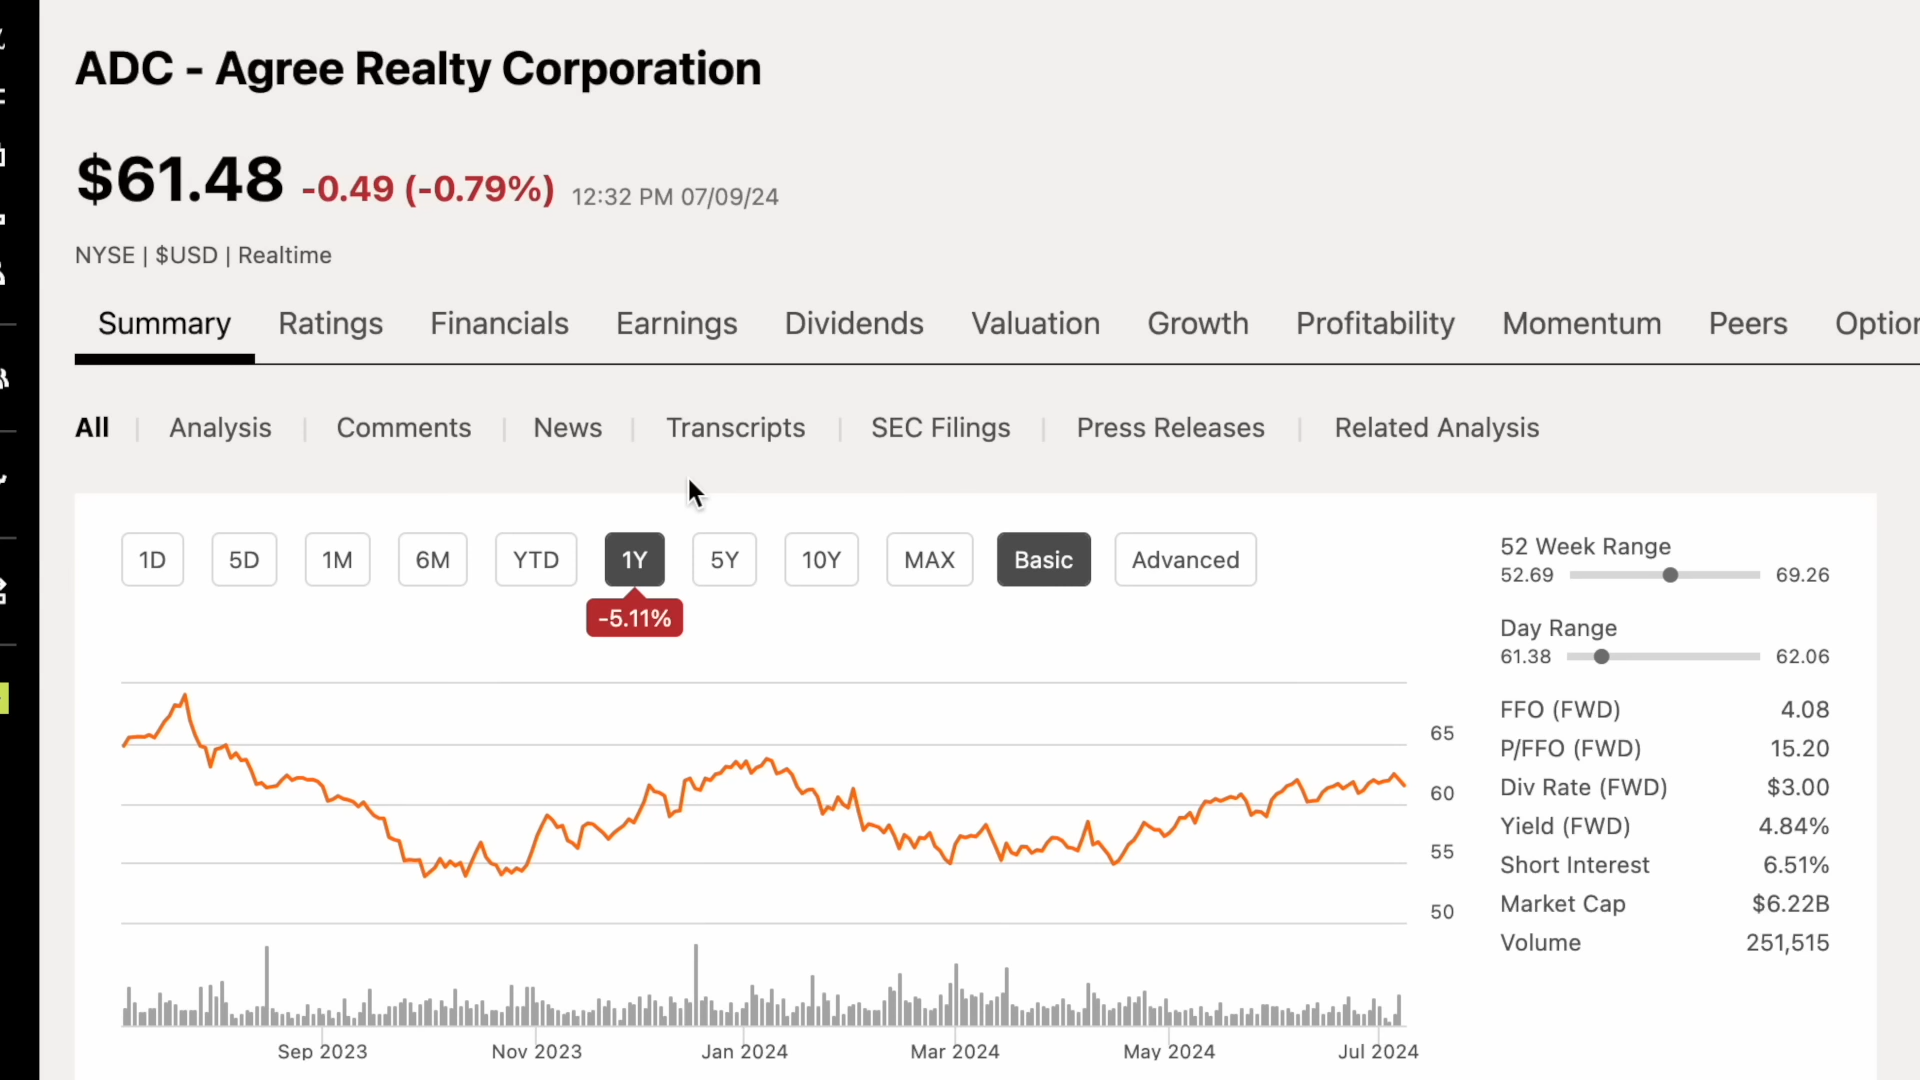 ADC - Agree Realty Corporation
$61.48 -0.49 (-0.79%) 12:32 PM 07/09/24
NYSE | $USD | Realtime
Summary Ratings Financials Earnings Dividends Valuation Growth Profitability Momentum Peers Option
All | Analysis | Comments | News | Transcripts | SEC Filings | Press Releases | Related Analysis
1D 5D 1M 6M YTD 1Y 5Y 10Y MAX Basic Advanced
-5.11%
65
60
55
50
Sep 2023 Nov 2023 Jan 2024 Mar 2024 May 2024 Jul 2024
52 Week Range
52.69 69.26
Day Range
61.38 62.06
FFO (FWD) 4.08
P/FFO (FWD) 15.20
Div Rate (FWD) $3.00
Yield (FWD) 4.84%
Short Interest 6.51%
Market Cap $6.22B
Volume 251,515